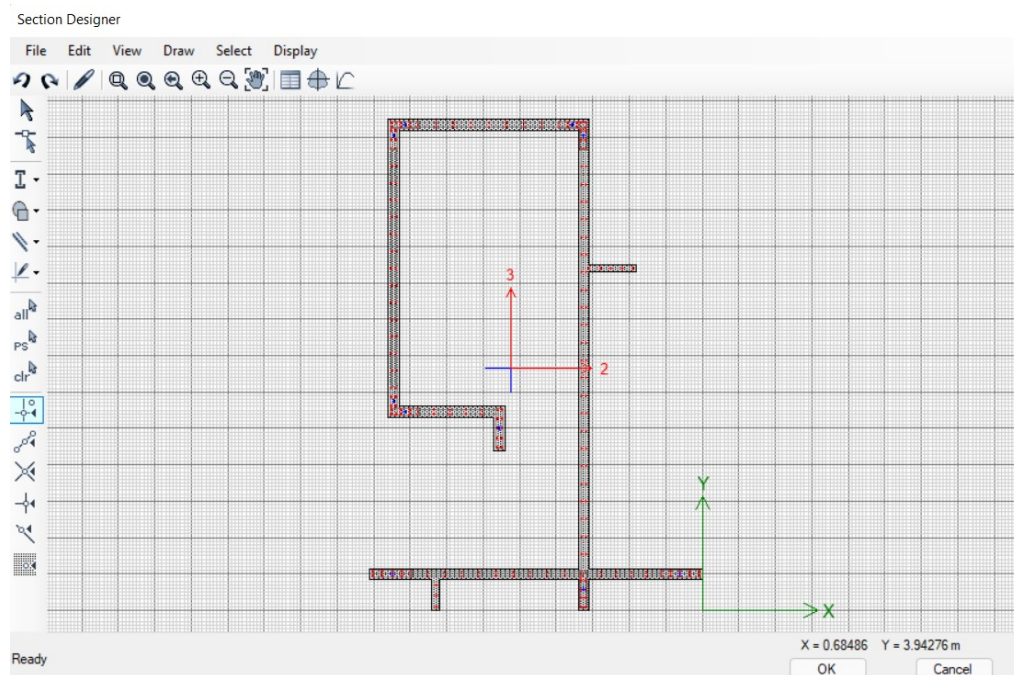 Section Designer
File Edit View Draw Select Display
all
PS
clr
3
2
Y
X
X = 0.68486 Y = 3.94276 m
Ready
OK Cancel